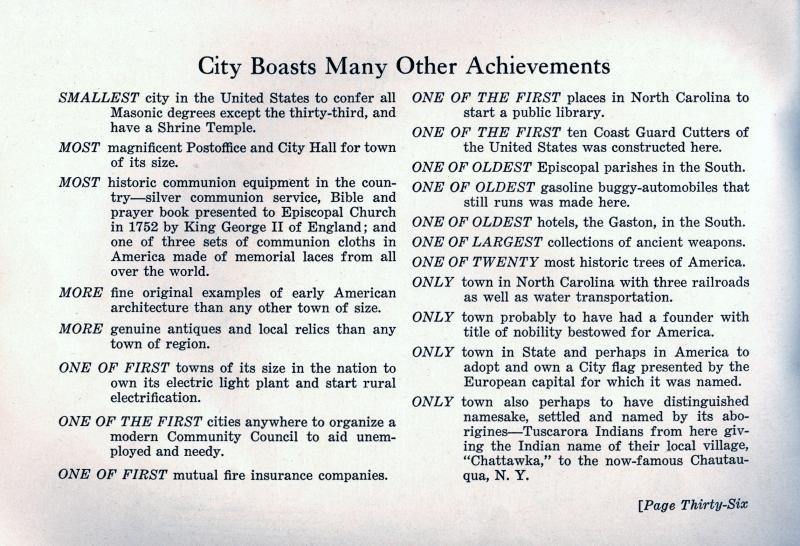 City Boasts Many Other Achievements
SMALLEST city in the United States to confer all
Masonic degrees except the thirty-third, and
have a Shrine Temple.
MOST magnificent Postoffice and City Hall for town
of its size.
MOST historic communion equipment in the coun-
try—silver communion service, Bible and
prayer book presented to Episcopal Church
in 1752 by King George II of England; and
one of three sets of communion cloths in
America made of memorial laces from all
over the world.
MORE fine original examples of early American
architecture than any other town of size.
MORE genuine antiques and local relics than any
town of region.
ONE OF FIRST towns of its size in the nation to
own its electric light plant and start rural
electrification.
ONE OF THE FIRST cities anywhere to organize a
modern Community Council to aid unem-
ployed and needy.
ONE OF FIRST mutual fire insurance companies.
ONE OF THE FIRST places in North Carolina to
start a public library.
ONE OF THE FIRST ten Coast Guard Cutters of
the United States was constructed here.
ONE OF OLDEST Episcopal parishes in the South.
ONE OF OLDEST gasoline buggy-automobiles that
still runs was made here.
ONE OF OLDEST hotels, the Gaston, in the South.
ONE OF LARGEST collections of ancient weapons.
ONE OF TWENTY most historic trees of America.
ONLY town in North Carolina with three railroads
as well as water transportation.
ONLY town probably to have had a founder with
title of nobility bestowed for America.
ONLY town in State and perhaps in America to
adopt and own a City flag presented by the
European capital for which it was named.
ONLY town also perhaps to have distinguished
namesake, settled and named by its abo-
rigines—Tuscarora Indians from here giv-
ing the Indian name of their local village,
“Chattawka,” to the now-famous Chautau-
qua, N. Y.
[Page Thirty-Six